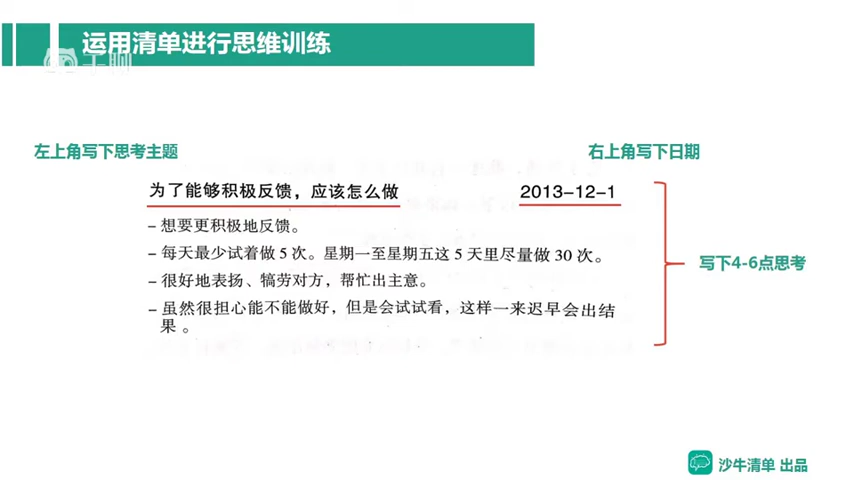 运用清单进行思维训练
千聊
左上角写下思考主题
右上角写下日期
为了能够积极反馈，应该怎么做 2013-12-1
– 想要更积极地反馈。
– 每天最少试着做 5 次。星期一至星期五这 5 天里尽量做 30 次。
– 很好地表扬、犒劳对方，帮忙出主意。
– 虽然很担心能不能做好，但是会试试看，这样一来迟早会出结
果。
写下4-6点思考
沙牛清单 出品